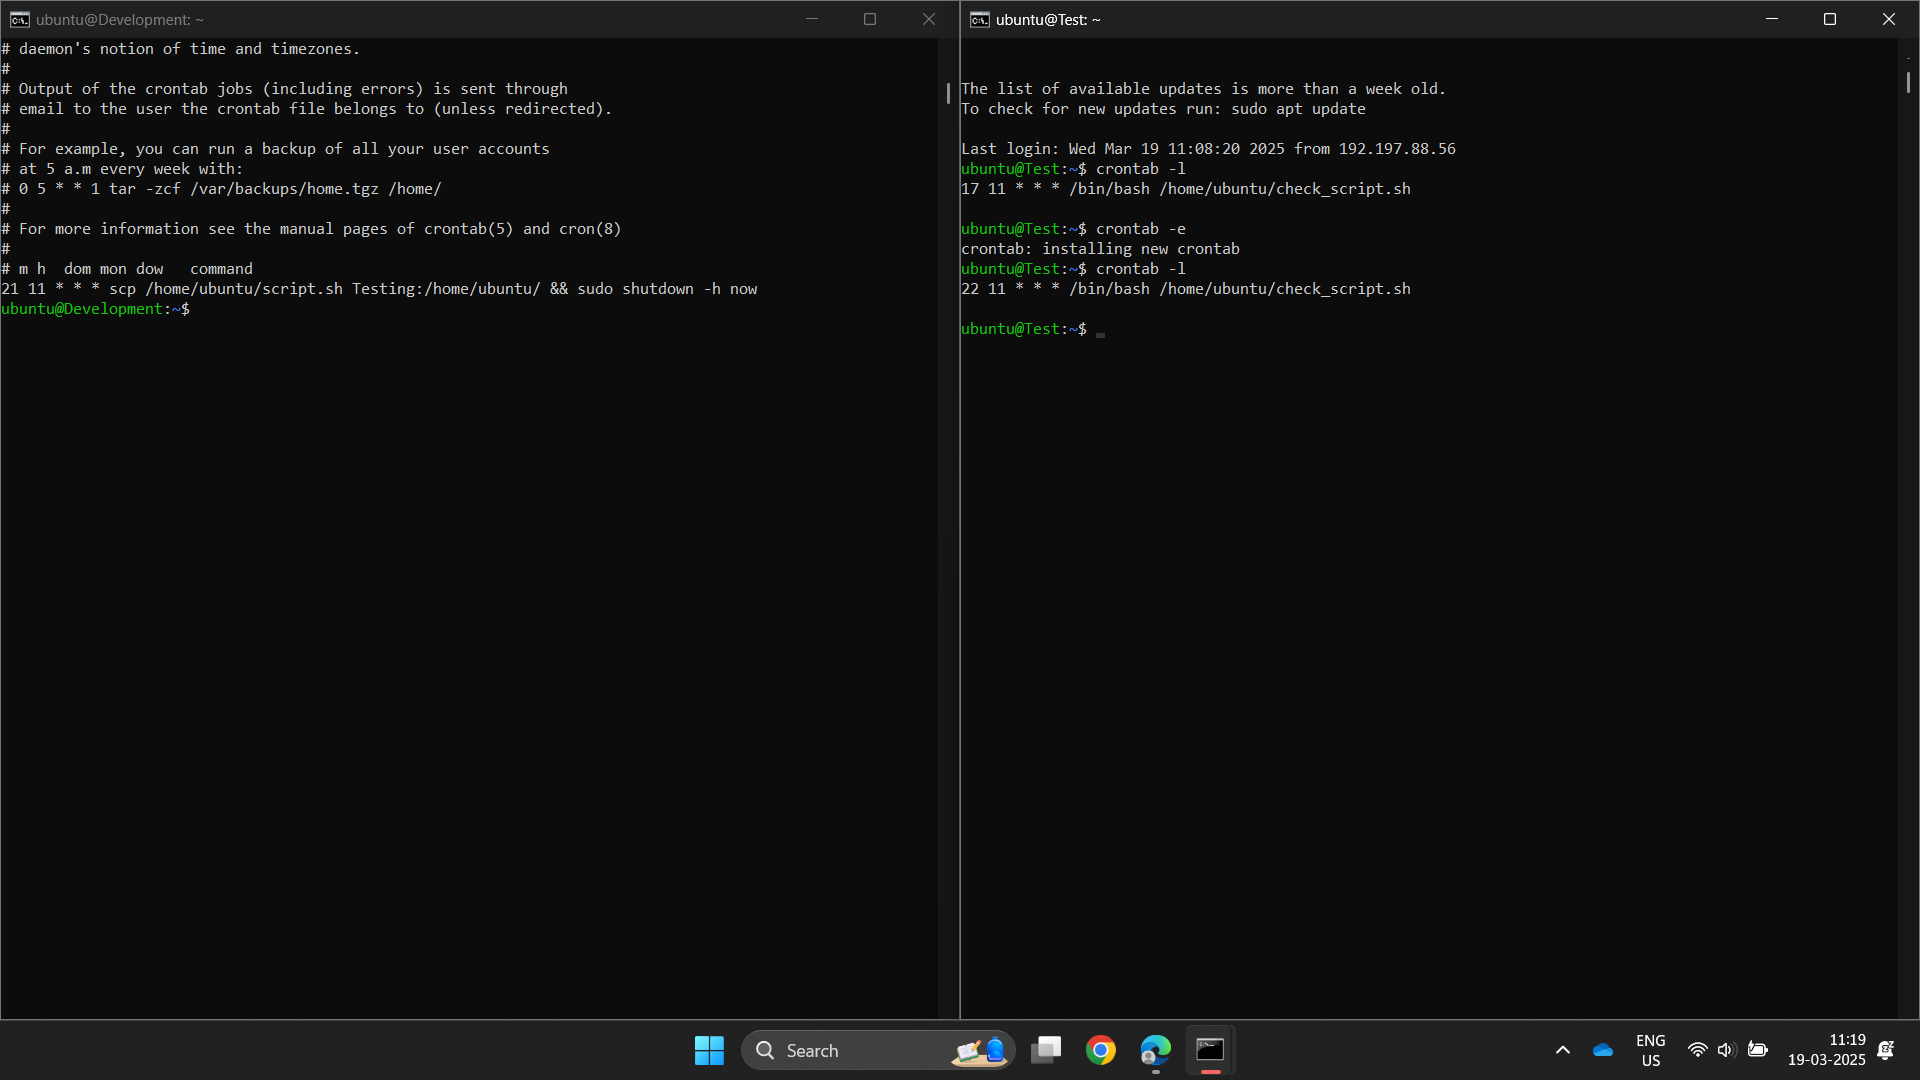 ubuntu@Development: ~
# daemon's notion of time and timezones.
#
# Output of the crontab jobs (including errors) is sent through
# email to the user the crontab file belongs to (unless redirected).
#
# For example, you can run a backup of all your user accounts
# at 5 a.m every week with:
# 0 5 * * 1 tar -zcf /var/backups/home.tgz /home/
#
# For more information see the manual pages of crontab(5) and cron(8)
#
# m h  dom mon dow   command
21 11 * * * scp /home/ubuntu/script.sh Testing:/home/ubuntu/ && sudo shutdown -h now
ubuntu@Development:~$
ubuntu@Test: ~
The list of available updates is more than a week old.
To check for new updates run: sudo apt update
Last login: Wed Mar 19 11:08:20 2025 from 192.197.88.56
ubuntu@Test:~$ crontab -l
17 11 * * * /bin/bash /home/ubuntu/check_script.sh
ubuntu@Test:~$ crontab -e
crontab: installing new crontab
ubuntu@Test:~$ crontab -l
22 11 * * * /bin/bash /home/ubuntu/check_script.sh
ubuntu@Test:~$
Search
ENG
US
11:19
19-03-2025